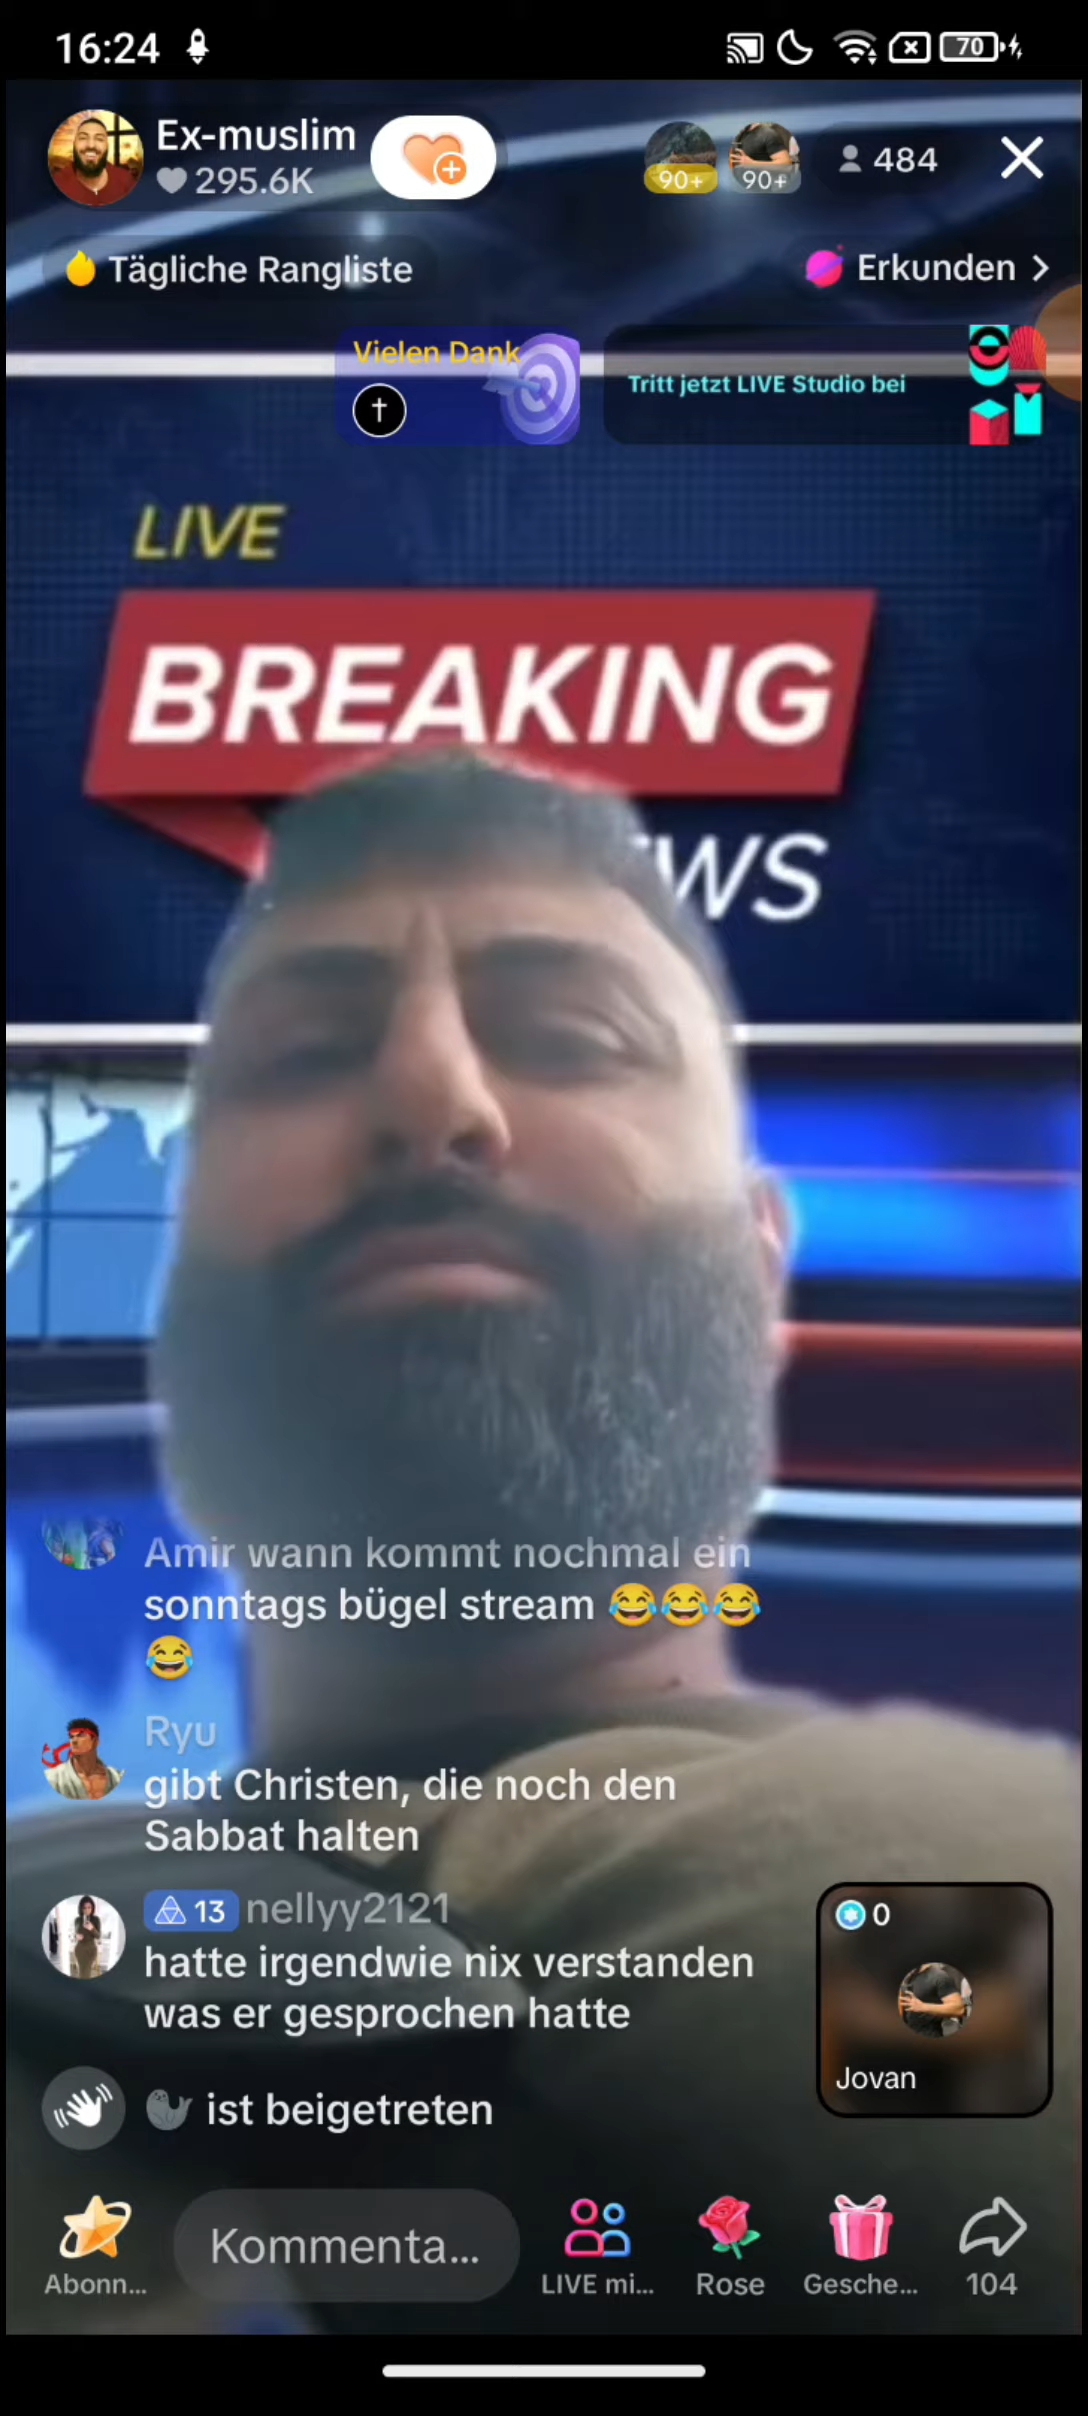 16:24
70
Ex-muslim
295.6K
90+
90+
484
Tägliche Rangliste
Erkunden >
Vielen Dank
Tritt jetzt LIVE Studio bei
LIVE
BREAKING
WS
Amir wann kommt nochmal ein
sonntags bügel stream 😂😂😂
😂
Ryu
gibt Christen, die noch den
Sabbat halten
13 nellyy2121
hatte irgendwie nix verstanden
was er gesprochen hatte
0
Jovan
🦭 ist beigetreten
Abonn...
Kommenta...
LIVE mi...
Rose
Gesche...
104